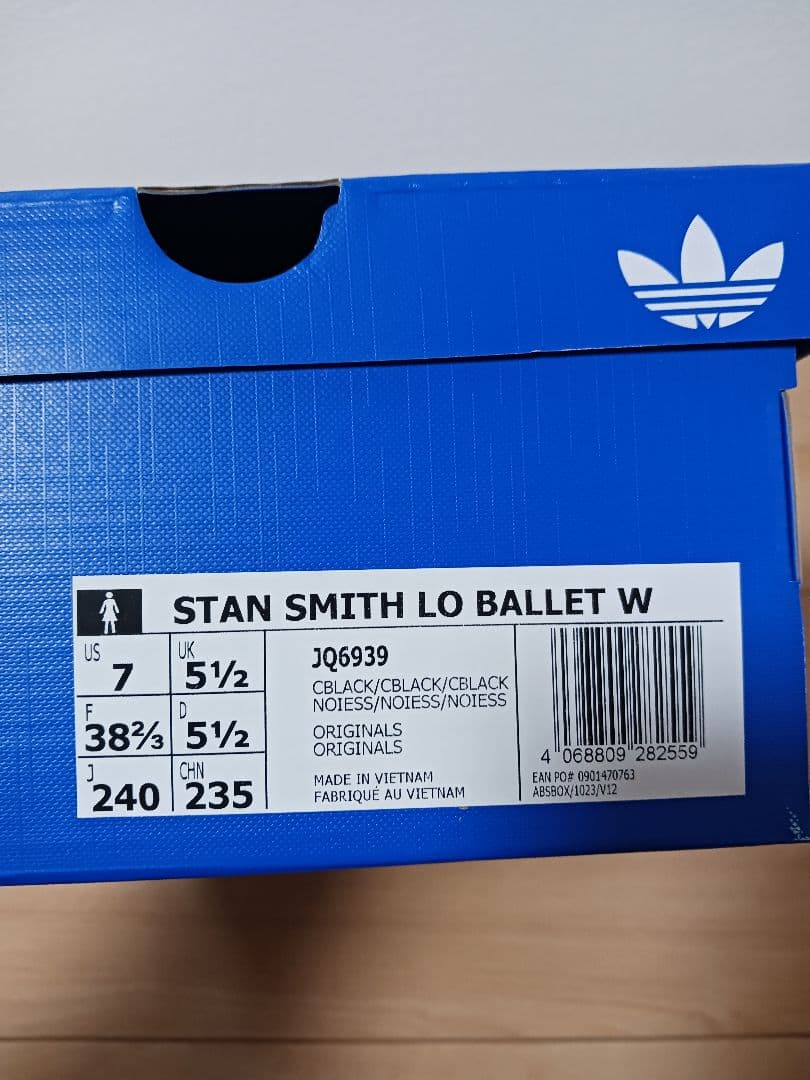 STAN SMITH LO BALLET W
US 7 UK 5½
F 38⅔ D 5½
J 240 CHN 235
JQ6939
CBLACK/CBLACK/CBLACK
NOIESS/NOIESS/NOIESS
ORIGINALS
ORIGINALS
MADE IN VIETNAM
FABRIQUÉ AU VIETNAM
4 068809 282559
EAN PO# 0901470763
ABSBOX/1023/V12